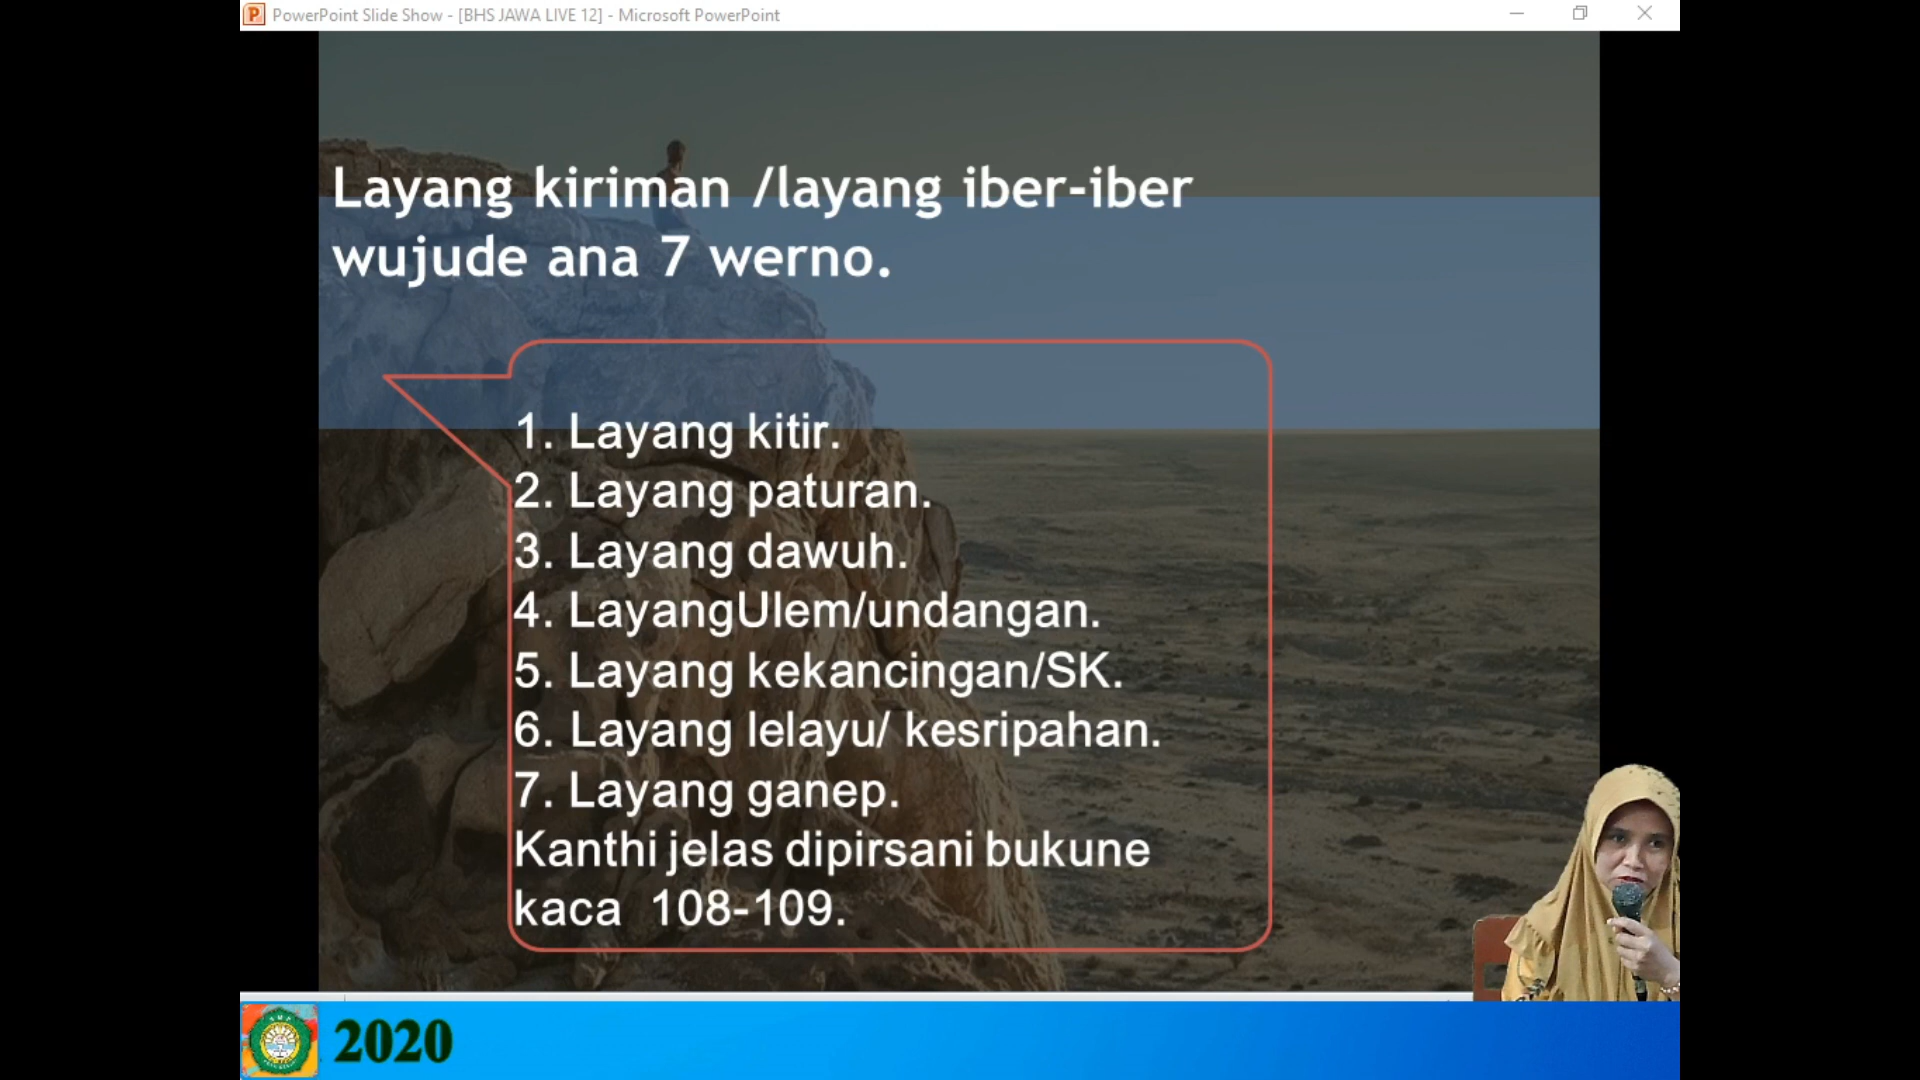 PowerPoint Slide Show - [BHS JAWA LIVE 12] - Microsoft PowerPoint
Layang kiriman /layang iber-iber
wujude ana 7 werno.
1. Layang kitir.
2. Layang paturan.
3. Layang dawuh.
4. LayangUlem/undangan.
5. Layang kekancingan/SK.
6. Layang lelayu/ kesripahan.
7. Layang ganep.
Kanthi jelas dipirsani bukune
kaca 108-109.
2020